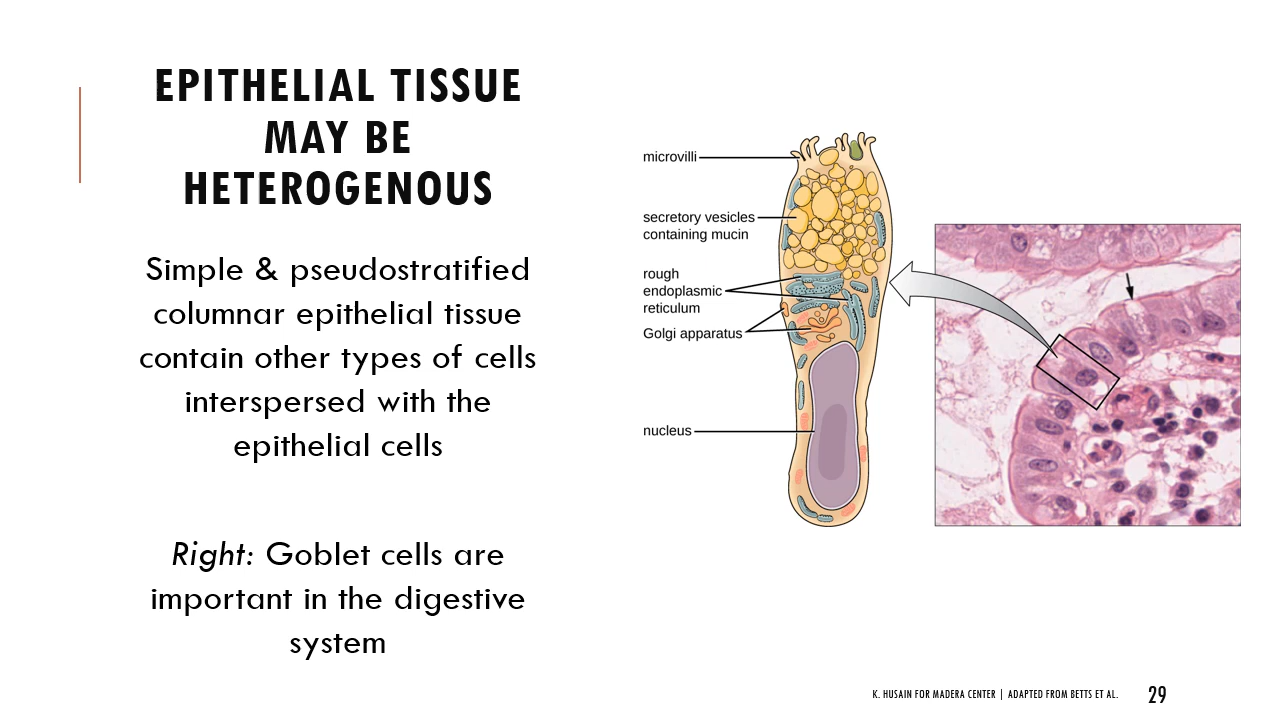 EPITHELIAL TISSUE
MAY BE
HETEROGENOUS
Simple & pseudostratified
columnar epithelial tissue
contain other types of cells
interspersed with the
epithelial cells
Right: Goblet cells are
important in the digestive
system
microvilli
secretory vesicles
containing mucin
rough
endoplasmic
reticulum
Golgi apparatus
nucleus
K. HUSAIN FOR MADERA CENTER | ADAPTED FROM BETTS ET AL.
29